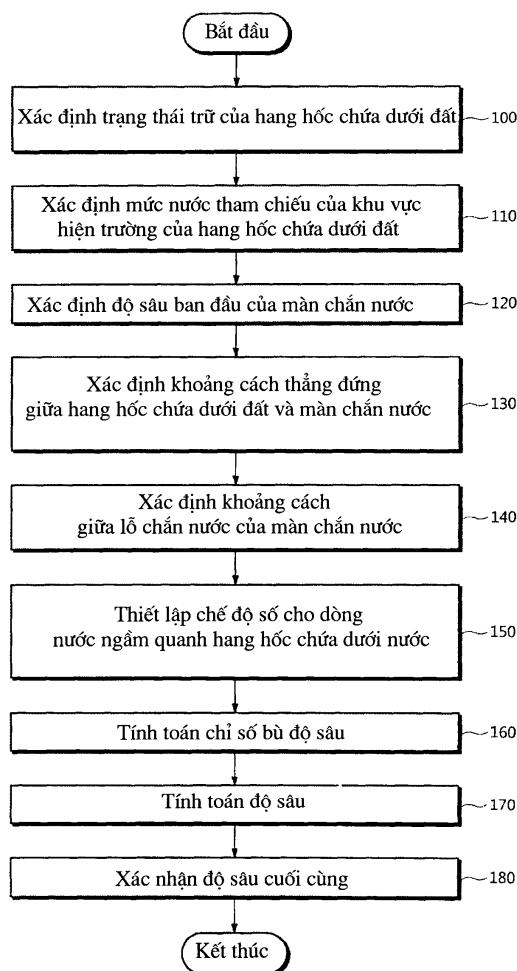 Bắt đầu
Xác định trạng thái trữ của hang hốc chứa dưới đất
100
Xác định mức nước tham chiếu của khu vực
hiện trường của hang hốc chứa dưới đất
110
Xác định độ sâu ban đầu của màn chắn nước
120
Xác định khoảng cách thẳng đứng
giữa hang hốc chứa dưới đất và màn chắn nước
130
Xác định khoảng cách
giữa lỗ chắn nước của màn chắn nước
140
Thiết lập chế độ số cho dòng
nước ngầm quanh hang hốc chứa dưới nước
150
Tính toán chỉ số bù độ sâu
160
Tính toán độ sâu
170
Xác nhận độ sâu cuối cùng
180
Kết thúc